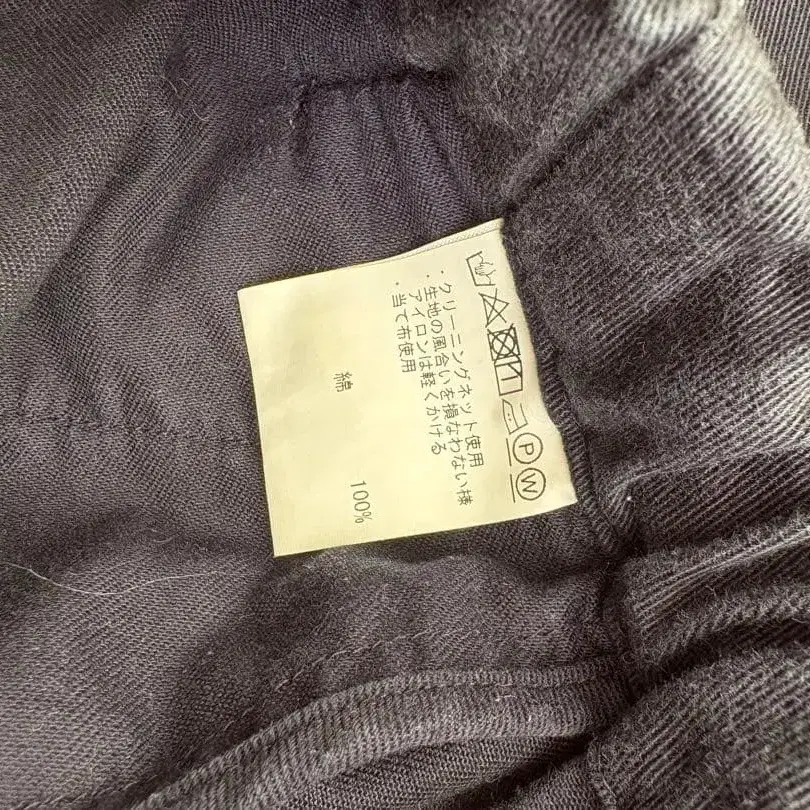 P W
・クリーニングネット使用
・生地の風合いを損なわない様
アイロンは軽くかける
・当て布使用
綿 100%